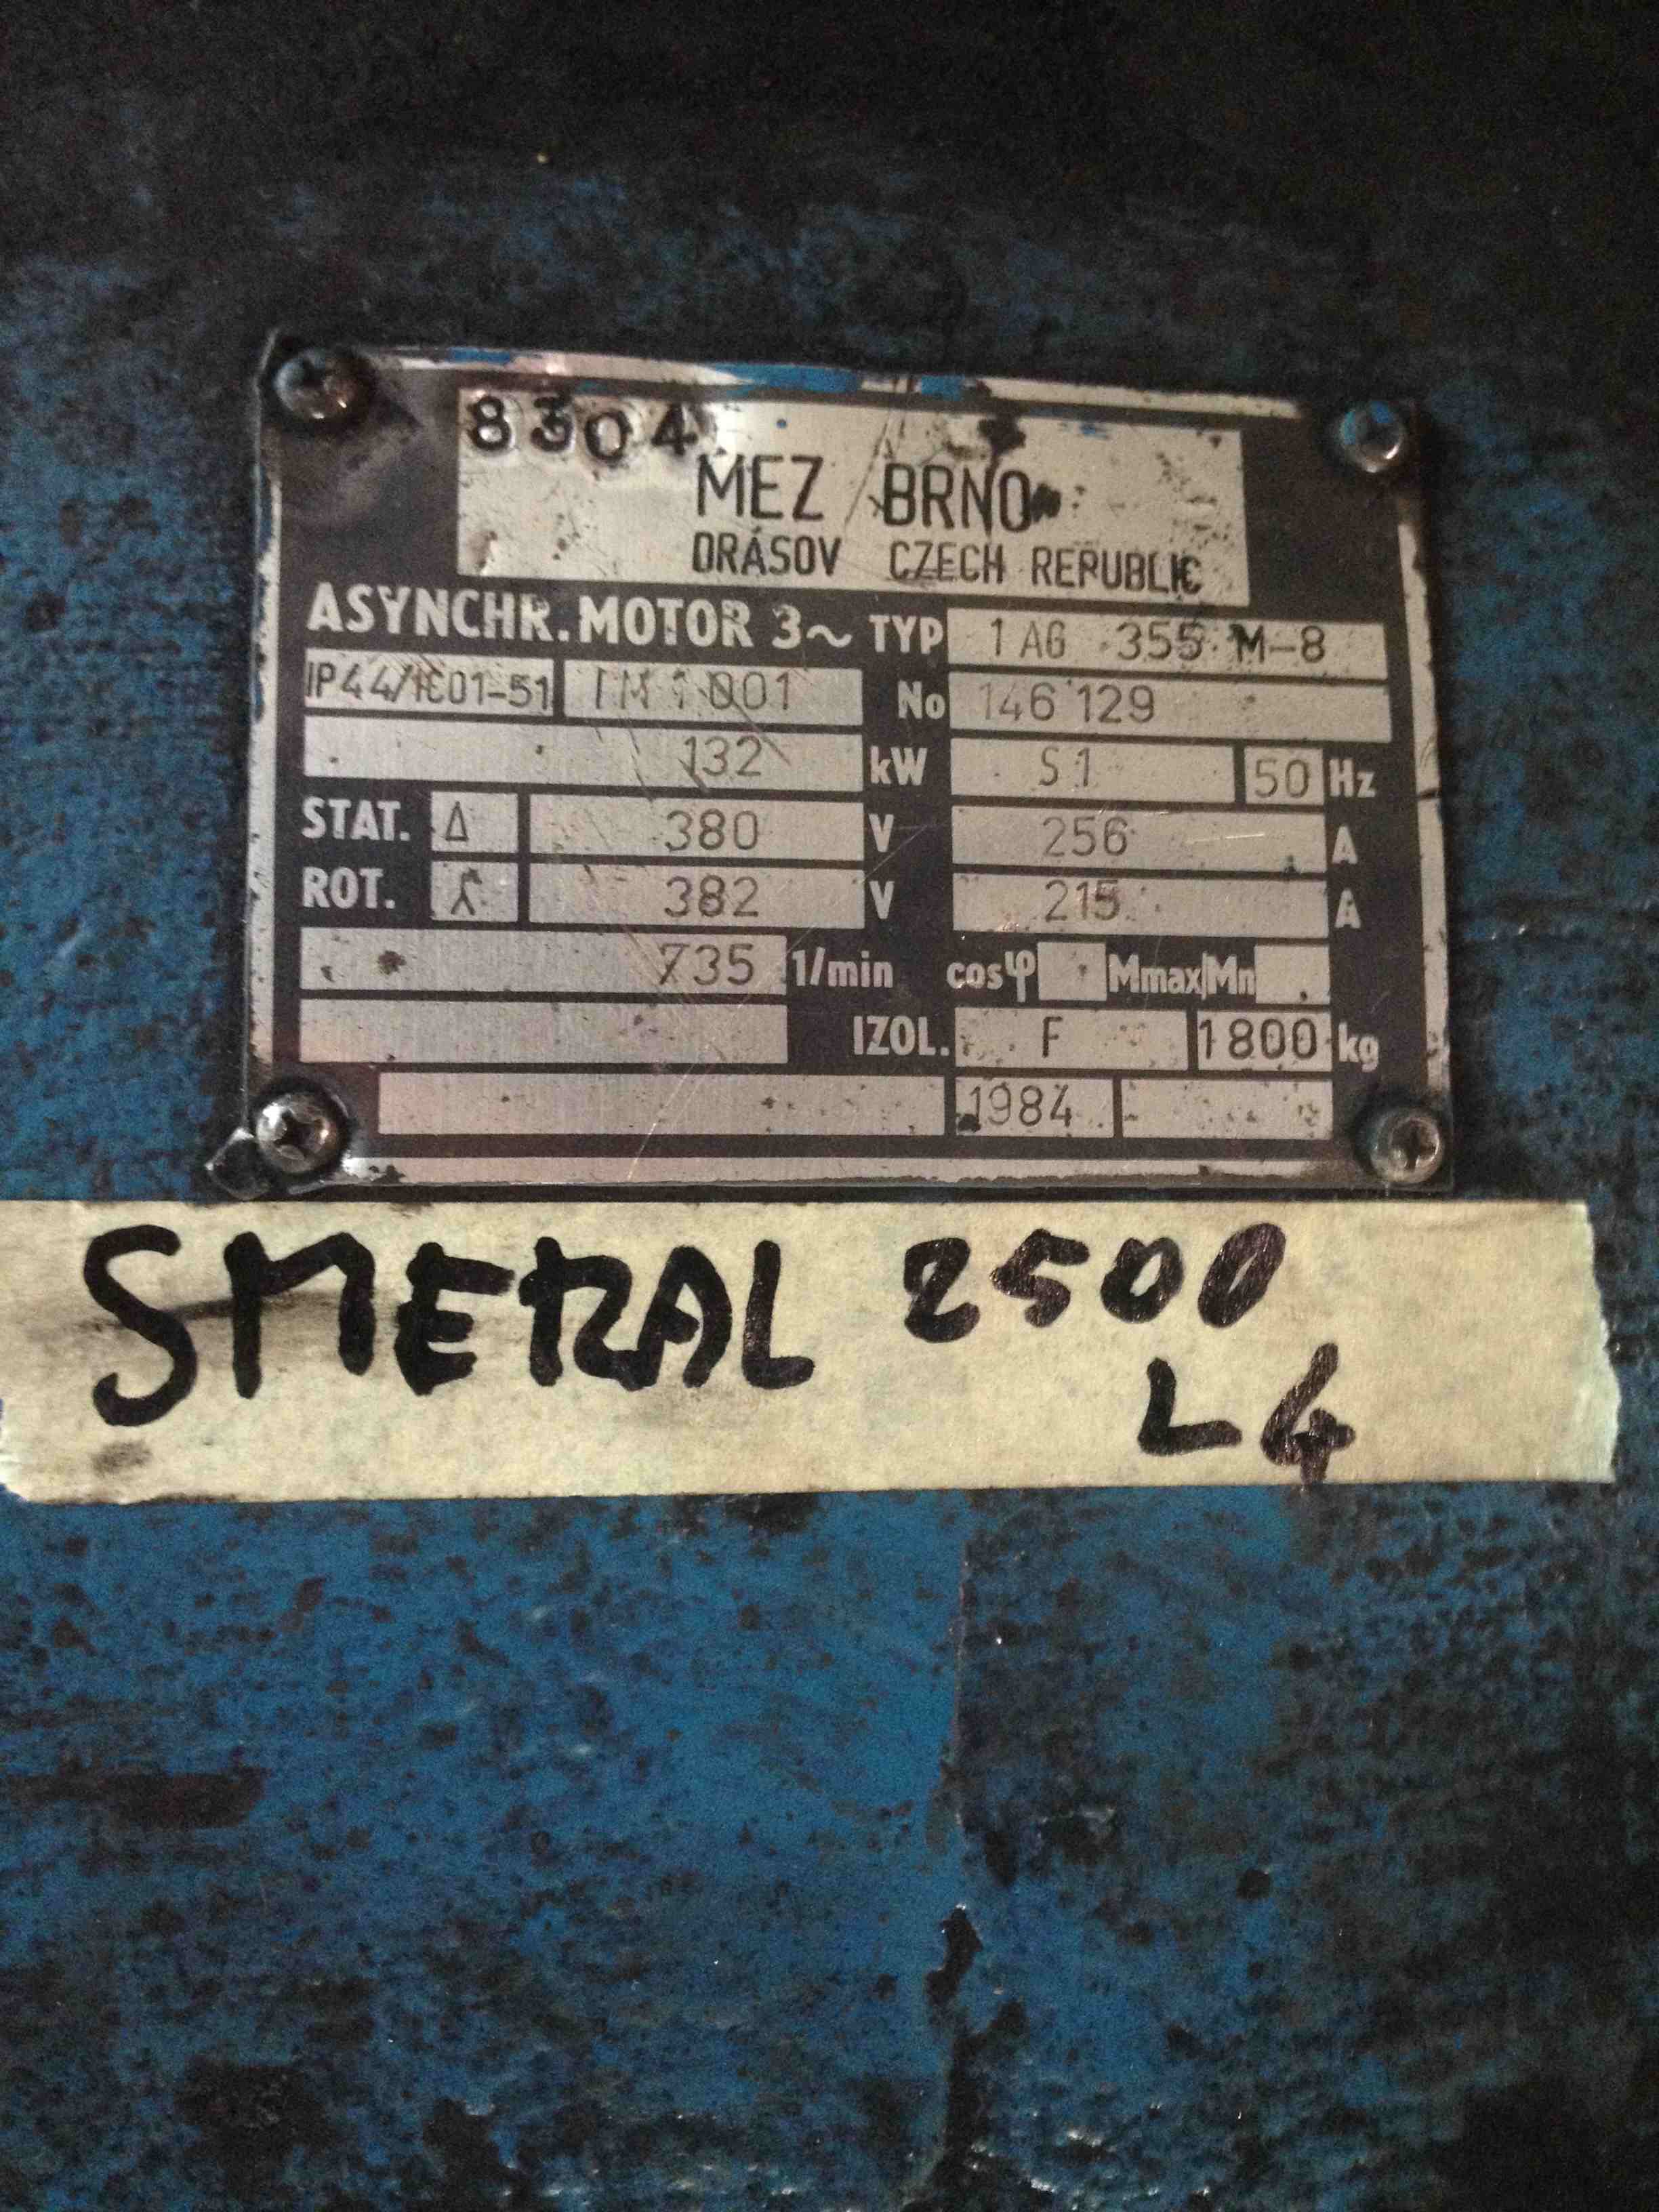 8304
MEZ BRNO
DRÁSOV CZECH REPUBLIC
ASYNCHR. MOTOR 3~ TYP 1 AG 355 M-8
IP44/IC01-51 IM 1001 No 146 129
132 kW S1 50 Hz
STAT. Δ 380 V 256 A
ROT. 382 V 215 A
735 1/min cosφ Mmax/Mn
IZOL. F 1800 kg
1984
SMERAL 2500
L4